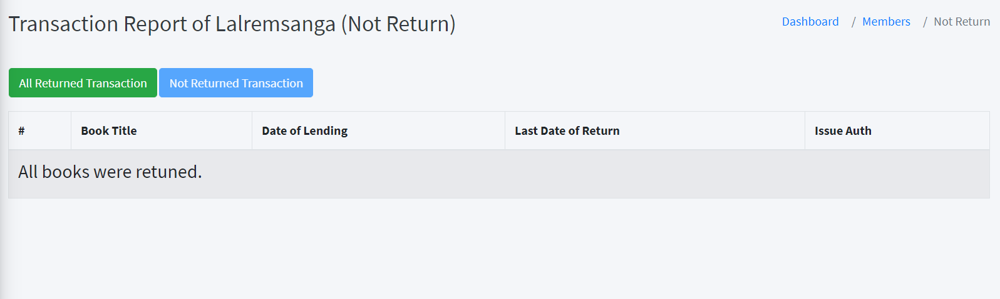 Transaction Report of Lalremsanga (Not Return)
Dashboard / Members / Not Return
All Returned Transaction Not Returned Transaction
# Book Title Date of Lending Last Date of Return Issue Auth
All books were retuned.